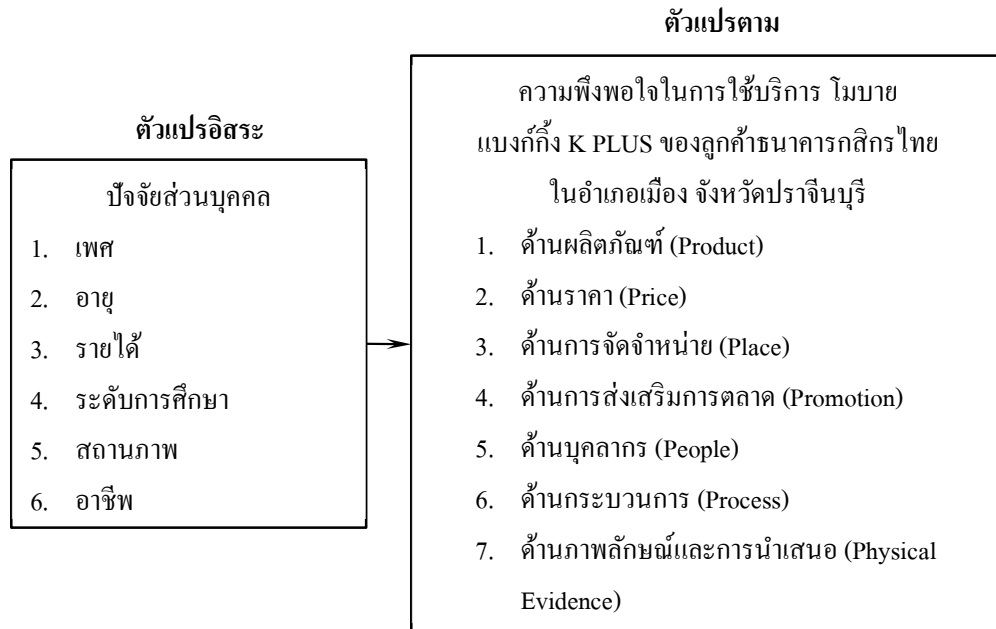 ตัวแปรอิสระ
ปัจจัยส่วนบุคคล
1. เพศ
2. อายุ
3. รายได้
4. ระดับการศึกษา
5. สถานภาพ
6. อาชีพ
ตัวแปรตาม
ความพึงพอใจในการใช้บริการ โมบาย
แบงก์กิ้ง K PLUS ของลูกค้าธนาคารกสิกรไทย
ในอำเภอเมือง จังหวัดปราจีนบุรี
1. ด้านผลิตภัณฑ์ (Product)
2. ด้านราคา (Price)
3. ด้านการจัดจำหน่าย (Place)
4. ด้านการส่งเสริมการตลาด (Promotion)
5. ด้านบุคลากร (People)
6. ด้านกระบวนการ (Process)
7. ด้านภาพลักษณ์และการนำเสนอ (Physical
Evidence)